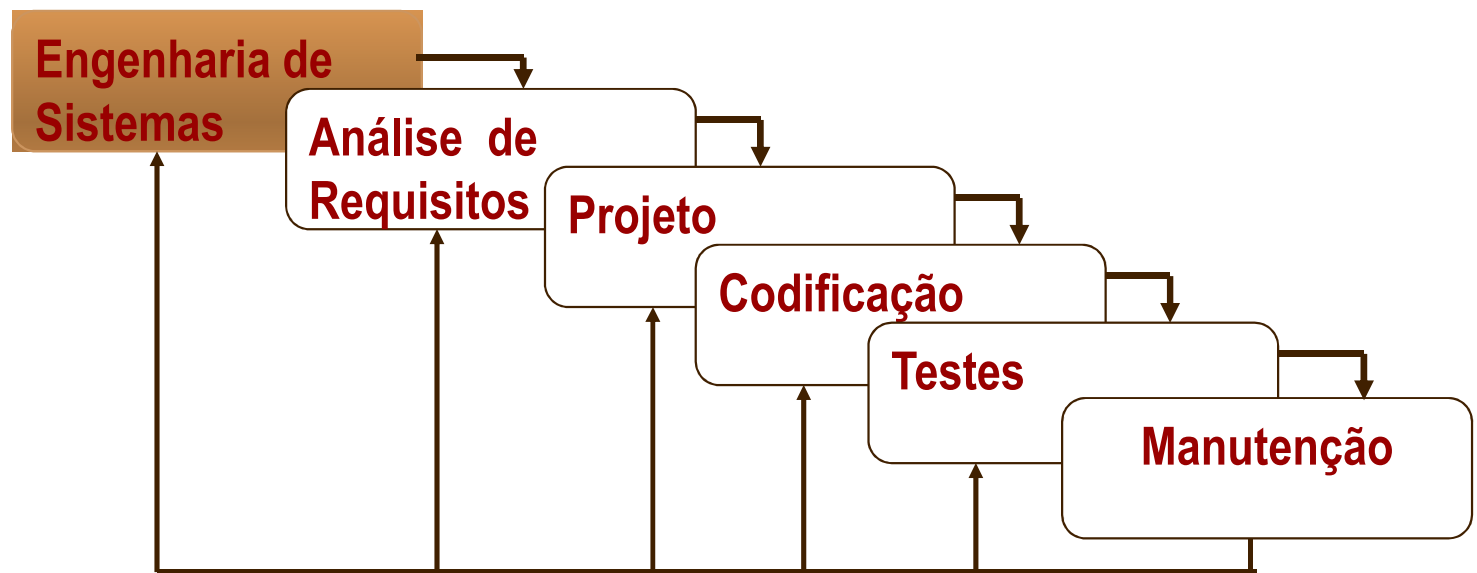 Engenharia de
Sistemas
Análise de
Requisitos
Projeto
Codificação
Testes
Manutenção